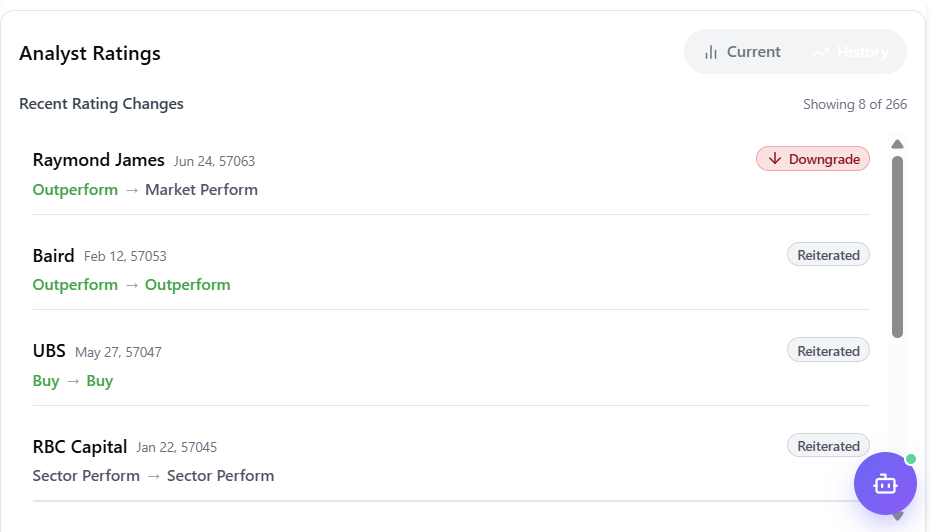 Analyst Ratings
Current
History
Recent Rating Changes
Showing 8 of 266
Raymond James Jun 24, 57063
Downgrade
Outperform → Market Perform
Baird Feb 12, 57053
Reiterated
Outperform → Outperform
UBS May 27, 57047
Reiterated
Buy → Buy
RBC Capital Jan 22, 57045
Reiterated
Sector Perform → Sector Perform